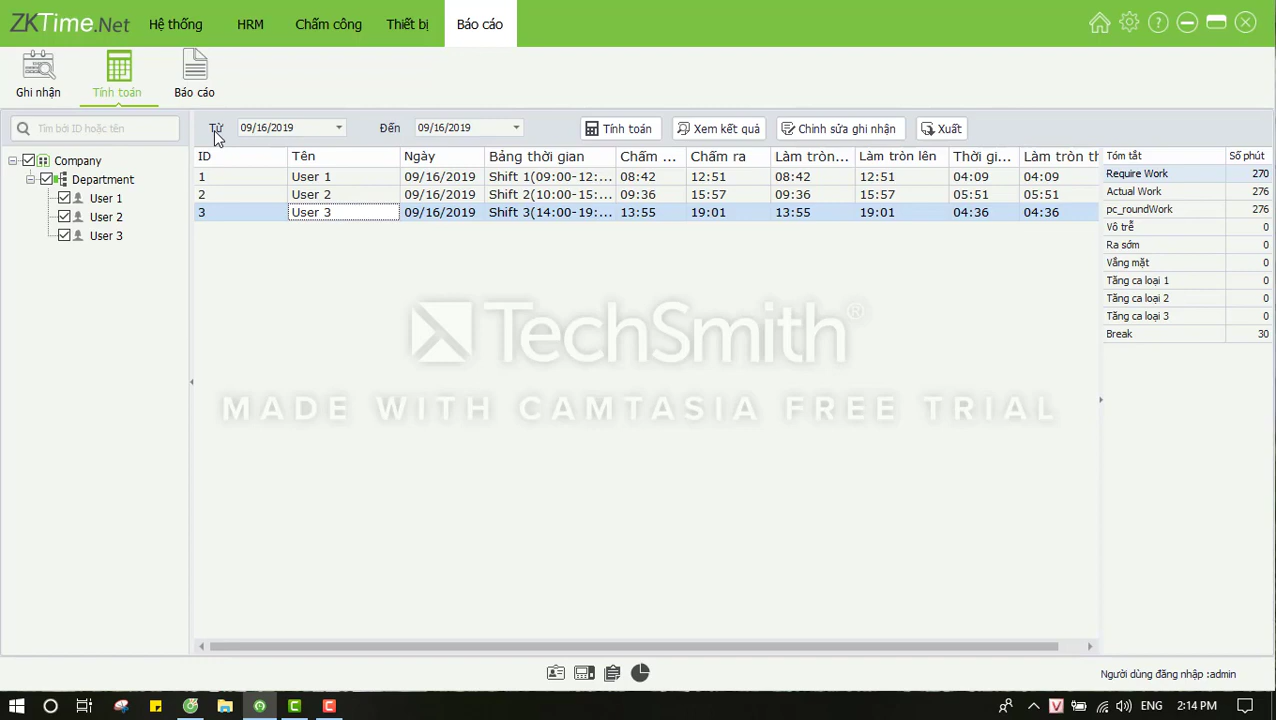 ZKTime.Net Hệ thống HRM Chấm công Thiết bị Báo cáo
Ghi nhận Tính toán Báo cáo
Tìm bởi ID hoặc tên
Company
Department
User 1
User 2
User 3
Từ 09/16/2019 Đến 09/16/2019 Tính toán Xem kết quả Chinh sửa ghi nhận Xuất
ID Tên Ngày Bảng thời gian Chấm ... Chấm ra Làm tròn... Làm tròn lên Thời gi... Làm tròn th
1 User 1 09/16/2019 Shift 1(09:00-12:... 08:42 12:51 08:42 12:51 04:09 04:09
2 User 2 09/16/2019 Shift 2(10:00-15:... 09:36 15:57 09:36 15:57 05:51 05:51
3 User 3 09/16/2019 Shift 3(14:00-19:... 13:55 19:01 13:55 19:01 04:36 04:36
Tóm tắt Số phút
Require Work 270
Actual Work 276
pc_roundWork 276
Vô trễ 0
Ra sớm 0
Vắng mặt 0
Tăng ca loại 1 0
Tăng ca loại 2 0
Tăng ca loại 3 0
Break 30
TechSmith®
MADE WITH CAMTASIA FREE TRIAL
Người dùng đăng nhập :admin
ENG 2:14 PM